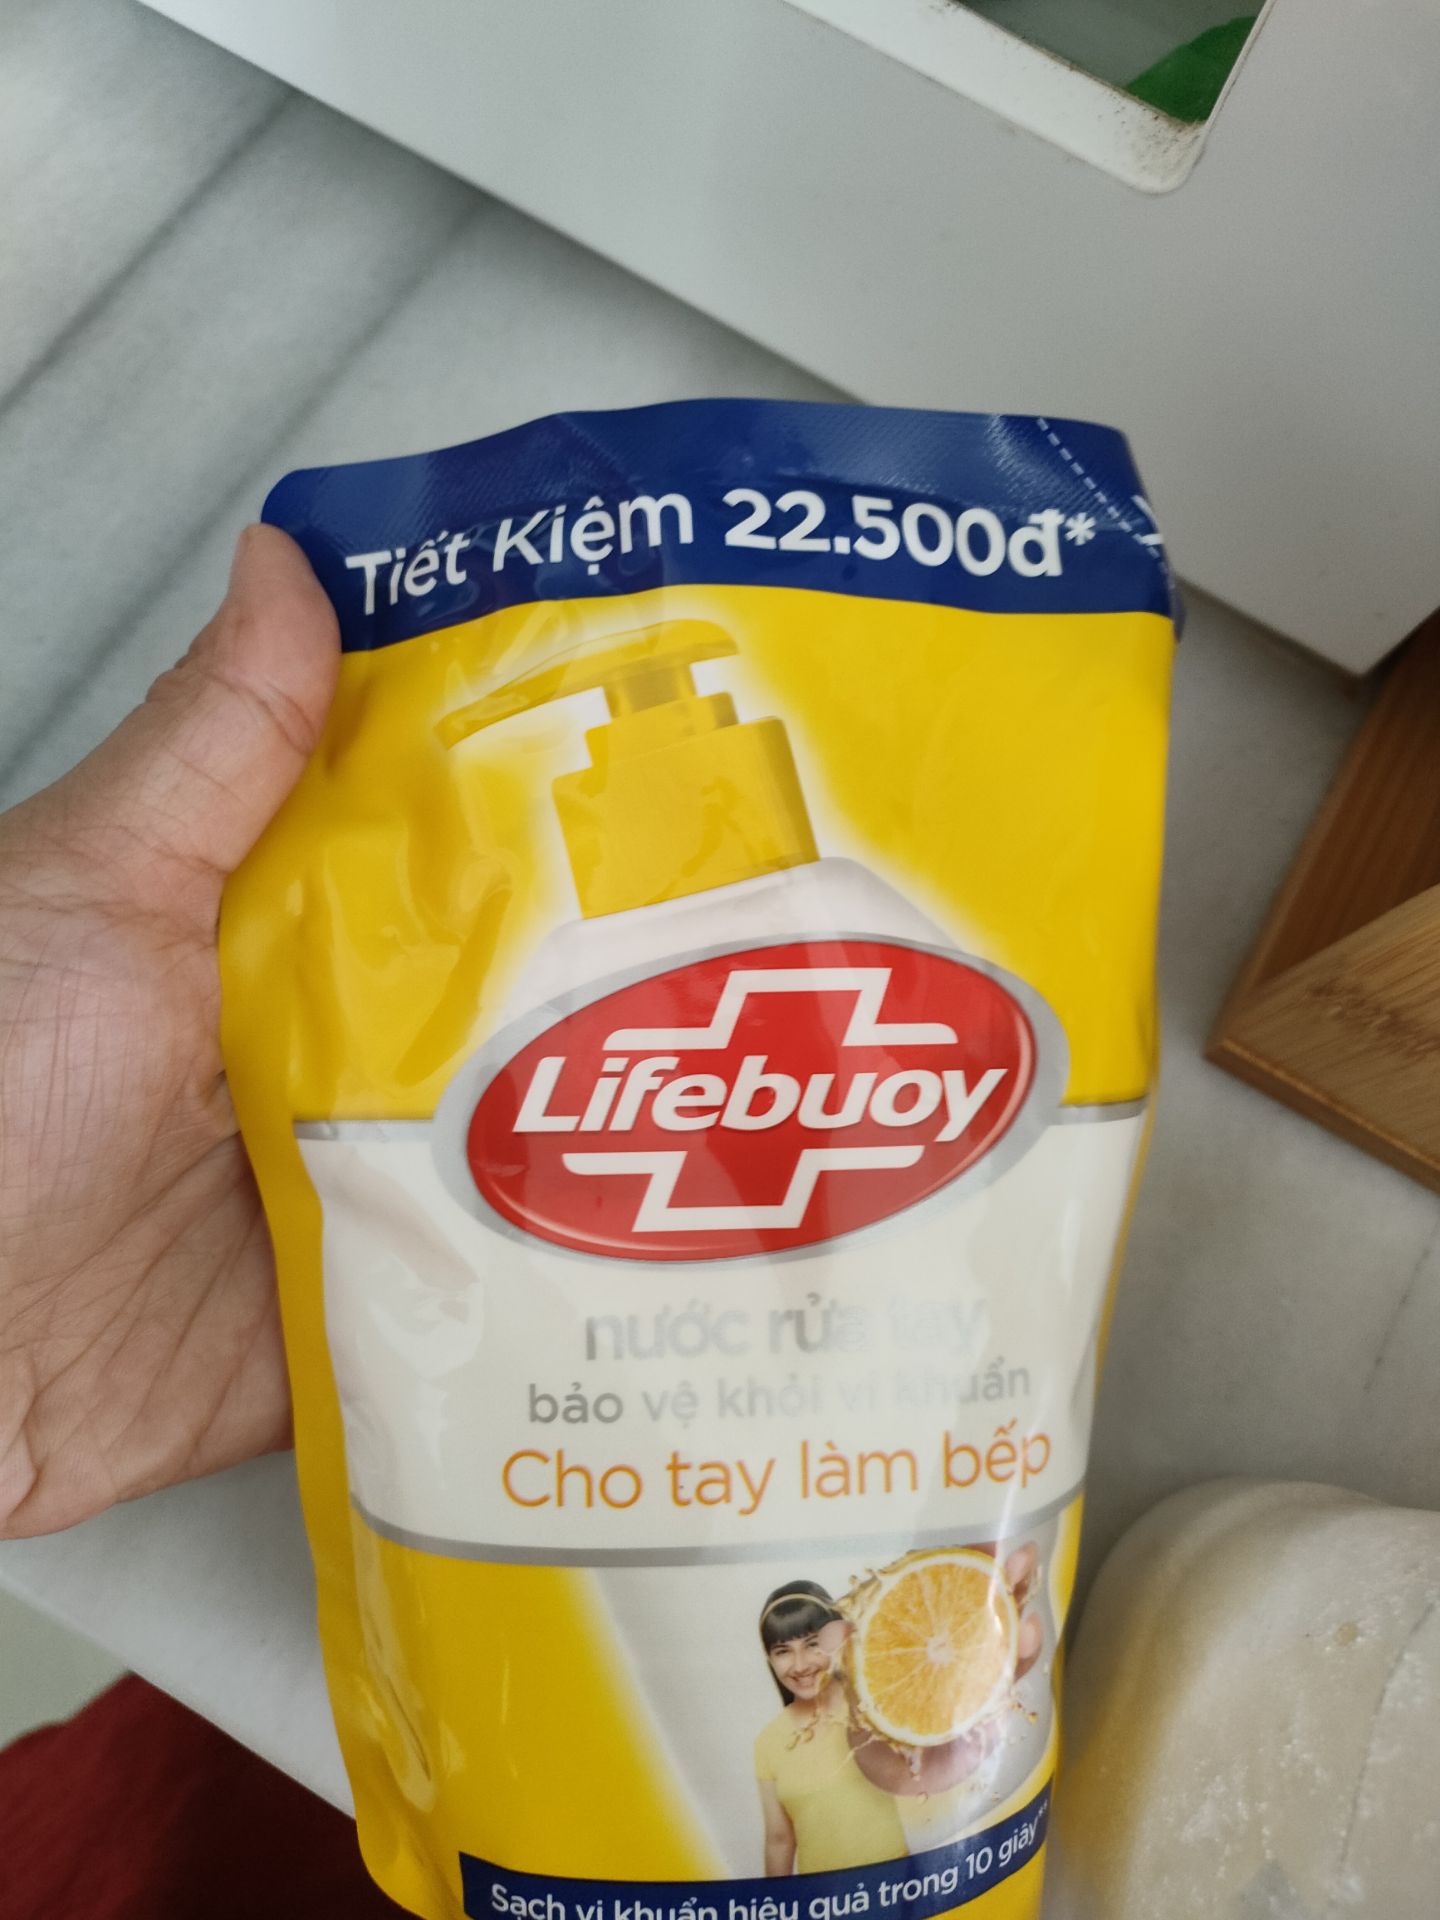 Tiết Kiệm 22.500đ*
Lifebuoy
nước rửa tay
bảo vệ khỏi vi khuẩn
Cho tay làm bếp
Sạch vi khuẩn hiệu quả trong 10 giây**